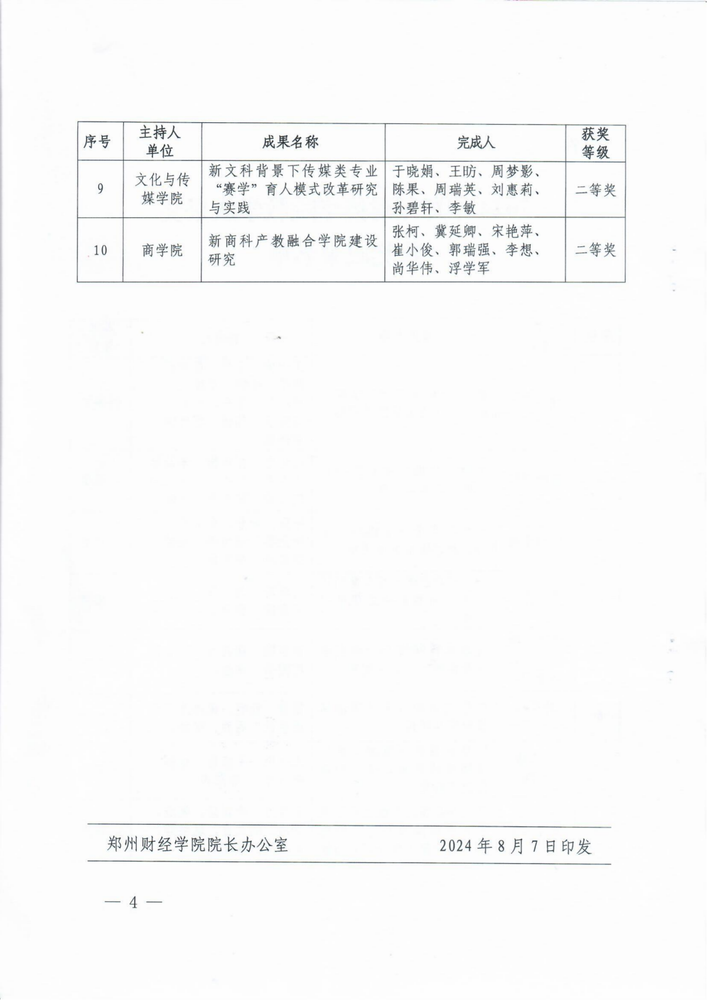 序号 主持人单位 成果名称 完成人 获奖等级
9 文化与传媒学院 新文科背景下传媒类专业“赛学”育人模式改革研究与实践 于晓娟、王昉、周梦影、陈果、周瑞英、刘惠莉、孙碧轩、李敏 二等奖
10 商学院 新商科产教融合学院建设研究 张柯、冀延卿、宋艳萍、崔小俊、郭瑞强、李想、尚华伟、浮学军 二等奖
郑州财经学院院长办公室 2024年8月7日印发
— 4 —